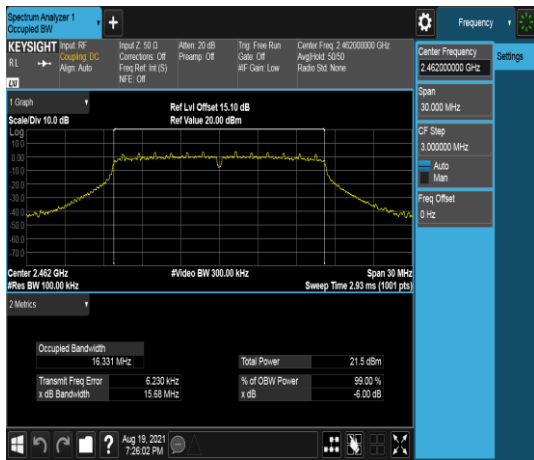 Spectrum Analyzer 1
Occupied BW
+
Frequency
KEYSIGHT
Input: RF
Input Z: 50 Ω
Atten: 20 dB
Trig: Free Run
Center Freq: 2.462000000 GHz
R L
Coupling: DC
Corrections: Off
Preamp: Off
Gate: Off
Avg|Hold: 50/50
Align: Auto
Freq Ref: Int (S)
#IF Gain: Low
Radio Std: None
NFE: Off
LXI
Center Frequency
2.462000000 GHz
Settings
Span
30.000 MHz
CF Step
3.000000 MHz
Auto
Man
Freq Offset
0 Hz
1 Graph
Ref Lvl Offset 15.10 dB
Scale/Div 10.0 dB
Ref Value 20.00 dBm
Log
10.0
0.00
-10.0
-20.0
-30.0
-40.0
-50.0
-60.0
-70.0
Center 2.462 GHz
#Video BW 300.00 kHz
Span 30 MHz
#Res BW 100.00 kHz
Sweep Time 2.93 ms (1001 pts)
2 Metrics
Occupied Bandwidth
16.331 MHz
Total Power
21.5 dBm
Transmit Freq Error
6.230 kHz
% of OBW Power
99.00 %
x dB Bandwidth
15.68 MHz
x dB
-6.00 dB
?
Aug 19, 2021
7:26:02 PM